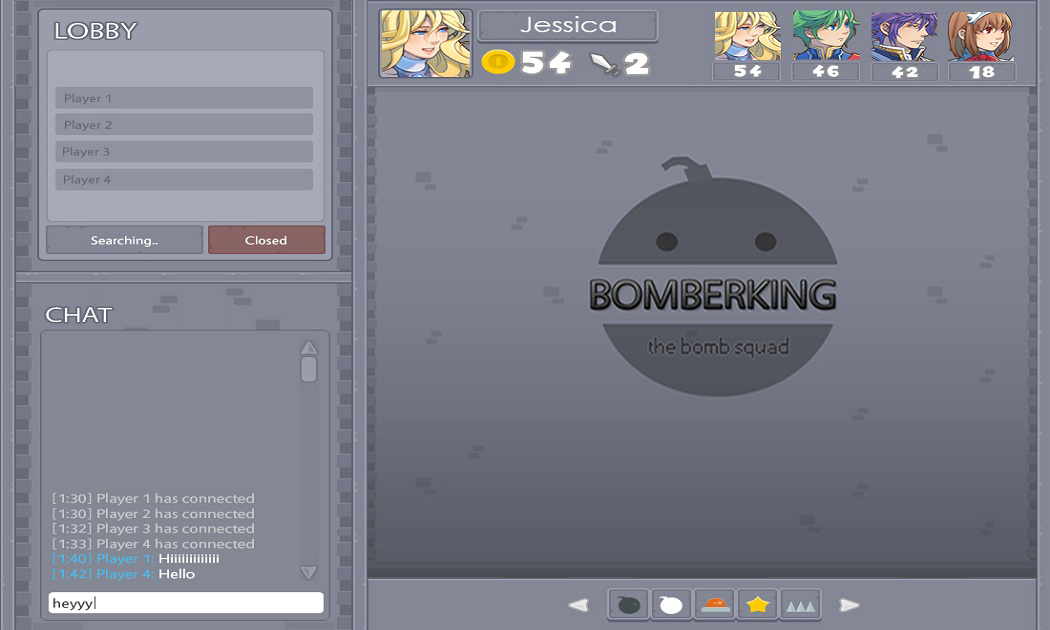 LOBBY
Player 1
Player 2
Player 3
Player 4
Searching..
Closed
CHAT
[1:30] Player 1 has connected
[1:30] Player 2 has connected
[1:32] Player 3 has connected
[1:33] Player 4 has connected
[1:40] Player 1: Hiiiiiiiiiiiii
[1:42] Player 4: Hello
heyyy
Jessica
54 2
54 46 42 18
BOMBERKING
the bomb squad